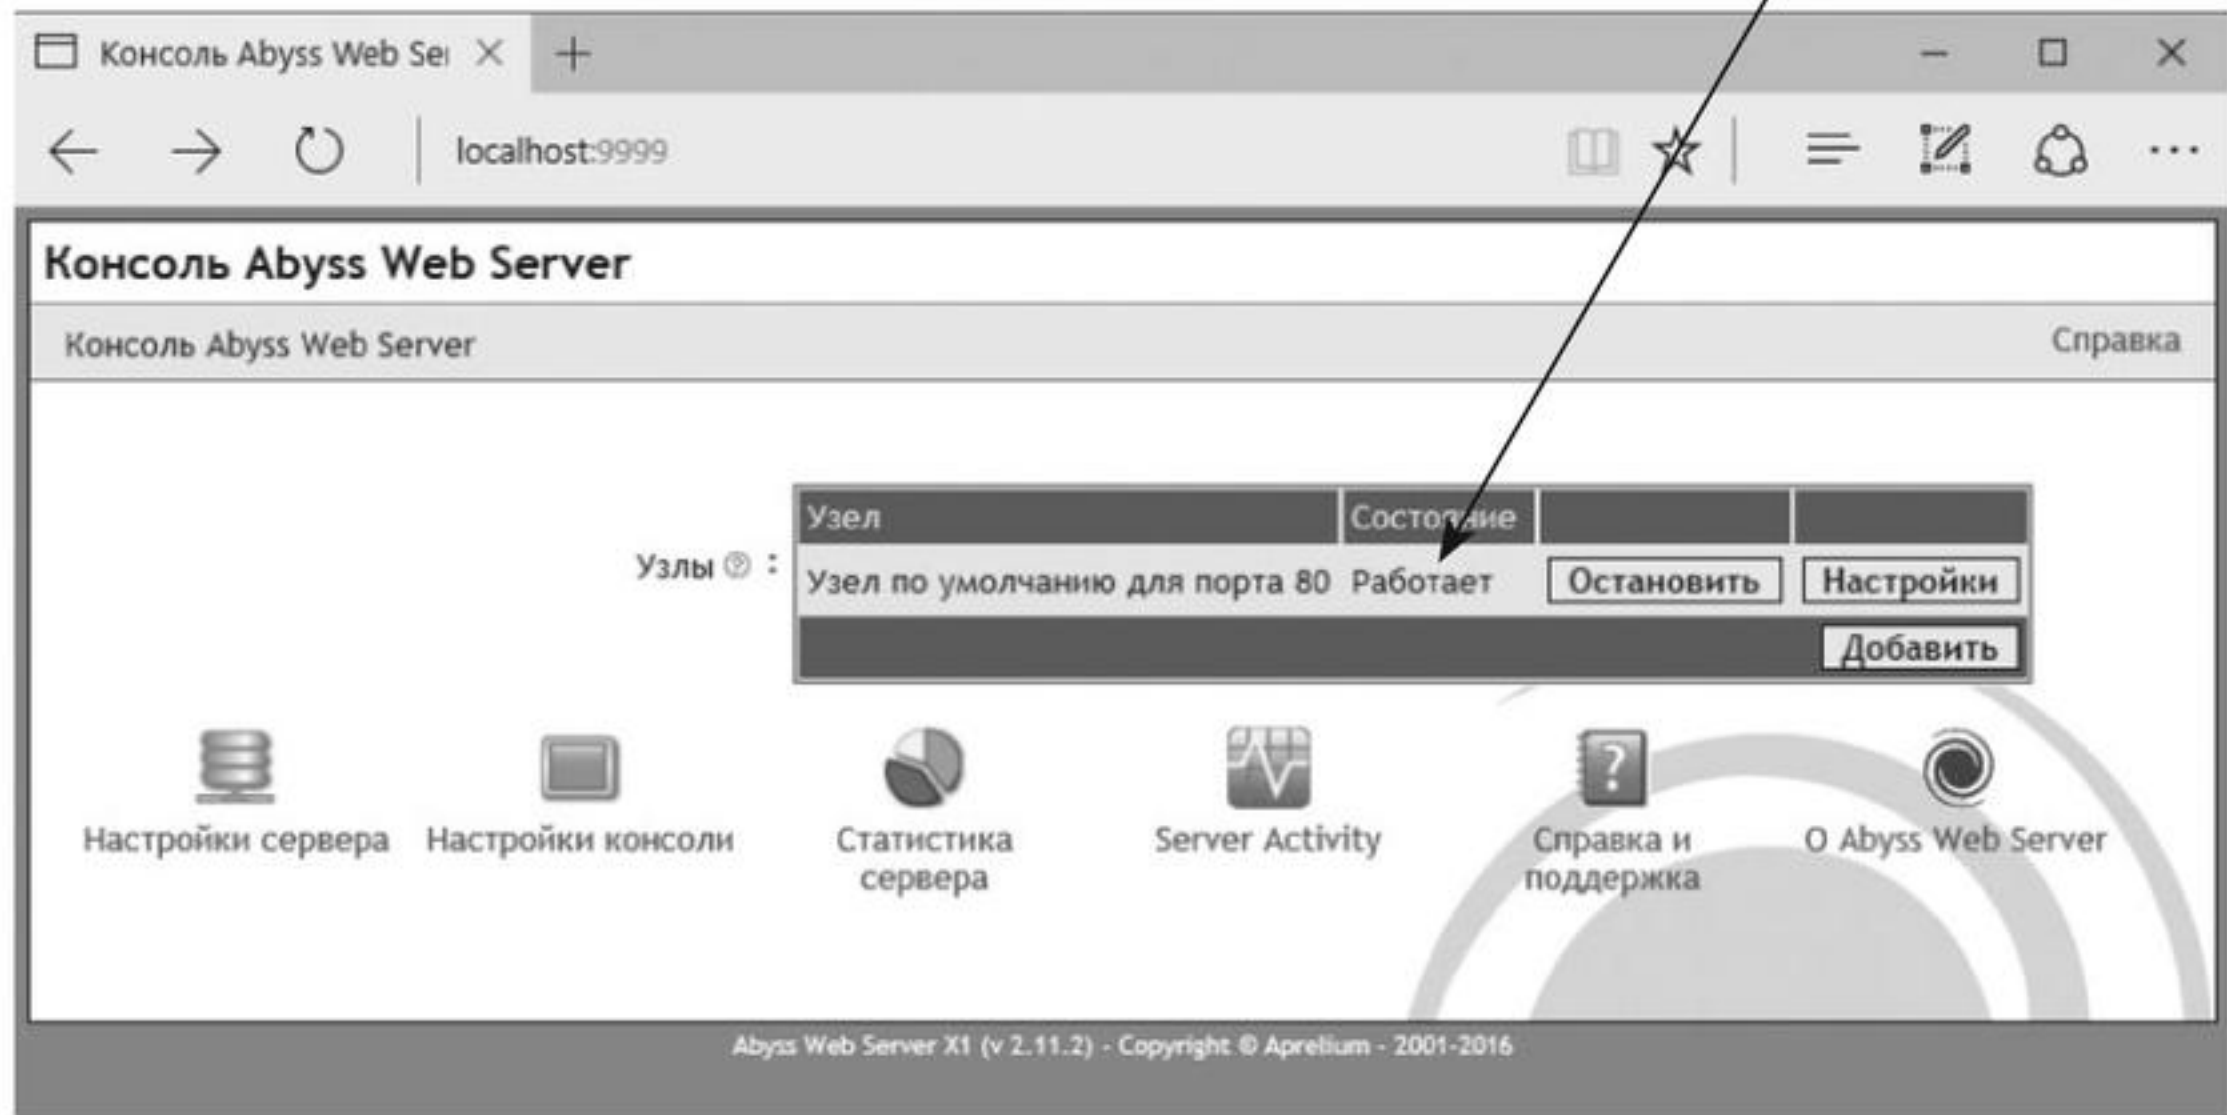 Консоль Abyss Web Se
localhost:9999
Консоль Abyss Web Server
Консоль Abyss Web Server
Справка
Узел Состояние
Узлы ? :
Узел по умолчанию для порта 80 Работает Остановить Настройки
Добавить
Настройки сервера Настройки консоли Статистика Server Activity Справка и О Abyss Web Server
сервера поддержка
Abyss Web Server X1 (v 2.11.2) - Copyright © Aprelium - 2001-2016